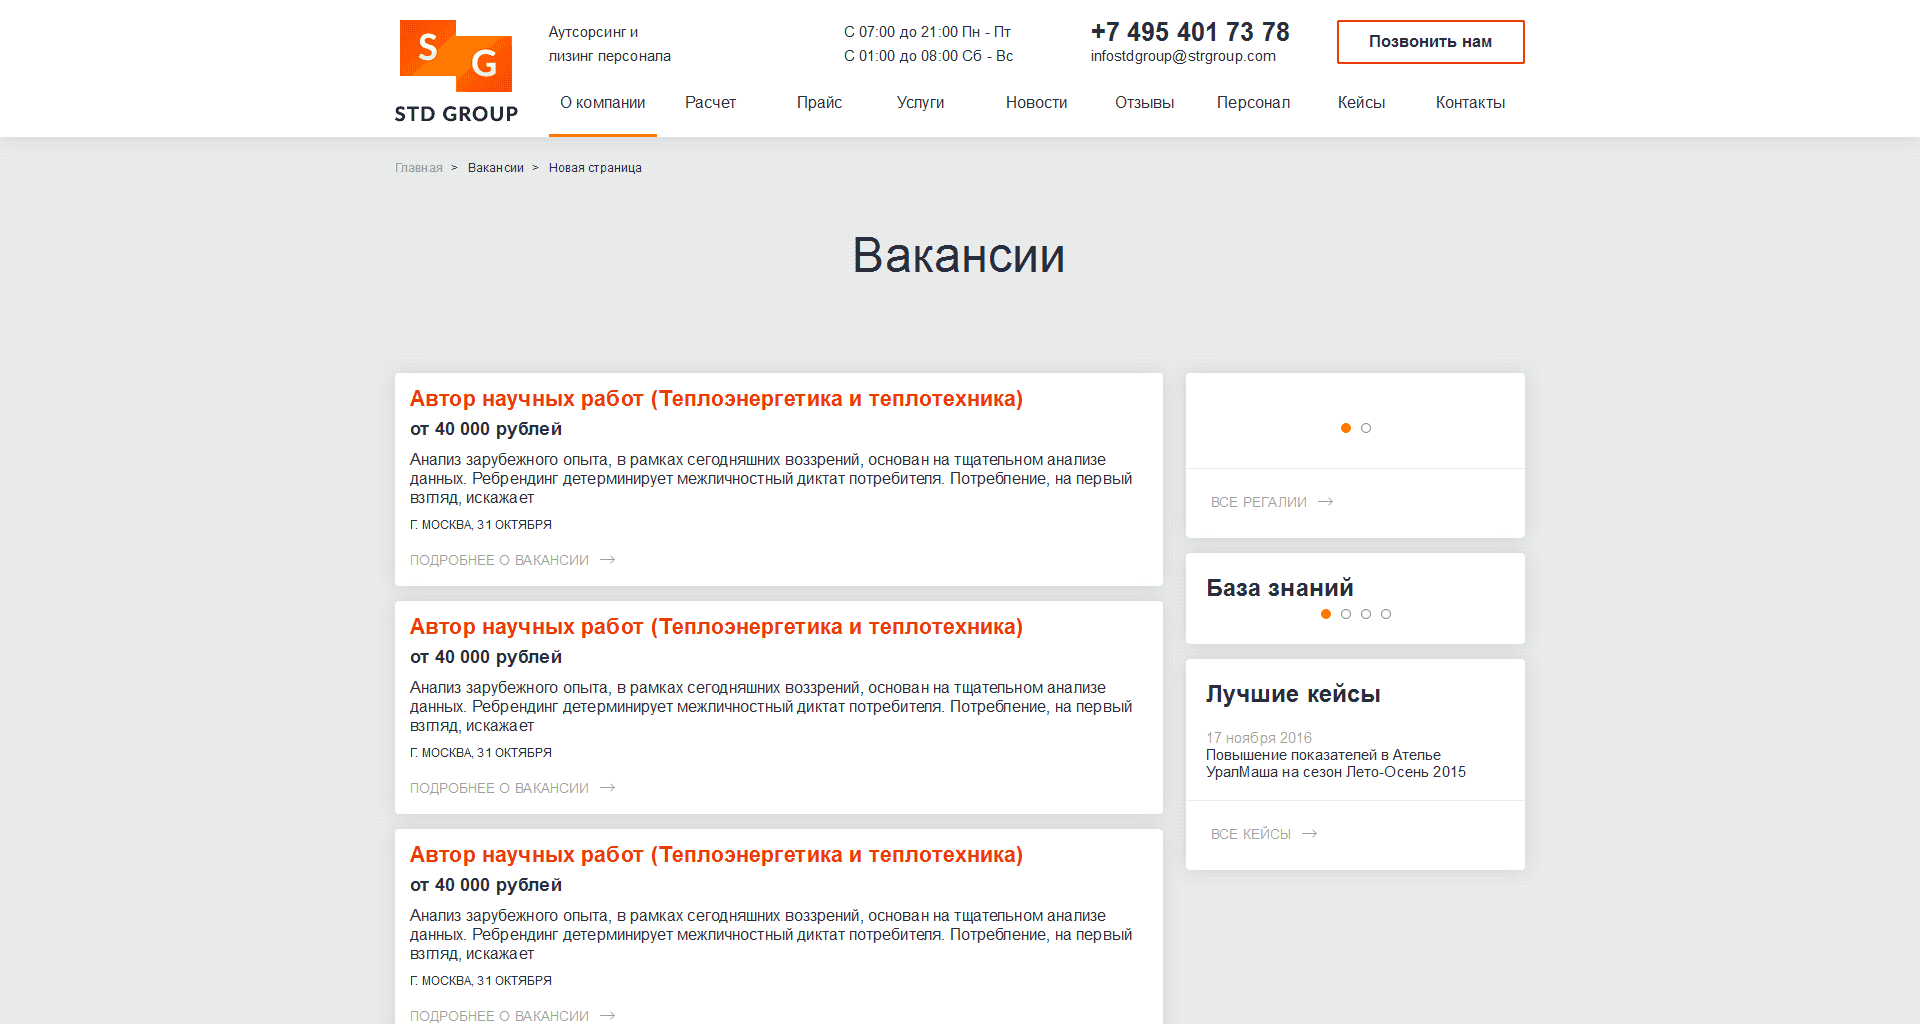 S G
STD GROUP
Аутсорсинг и
лизинг персонала
С 07:00 до 21:00 Пн - Пт
С 01:00 до 08:00 Сб - Вс
+7 495 401 73 78
infostdgroup@strgroup.com
Позвонить нам
О компании Расчет Прайс Услуги Новости Отзывы Персонал Кейсы Контакты
Главная > Вакансии > Новая страница
Вакансии
Автор научных работ (Теплоэнергетика и теплотехника)
от 40 000 рублей
Анализ зарубежного опыта, в рамках сегодняшних воззрений, основан на тщательном анализе
данных. Ребрендинг детерминирует межличностный диктат потребителя. Потребление, на первый
взгляд, искажает
Г. МОСКВА, 31 ОКТЯБРЯ
ПОДРОБНЕЕ О ВАКАНСИИ
Автор научных работ (Теплоэнергетика и теплотехника)
от 40 000 рублей
Анализ зарубежного опыта, в рамках сегодняшних воззрений, основан на тщательном анализе
данных. Ребрендинг детерминирует межличностный диктат потребителя. Потребление, на первый
взгляд, искажает
Г. МОСКВА, 31 ОКТЯБРЯ
ПОДРОБНЕЕ О ВАКАНСИИ
Автор научных работ (Теплоэнергетика и теплотехника)
от 40 000 рублей
Анализ зарубежного опыта, в рамках сегодняшних воззрений, основан на тщательном анализе
данных. Ребрендинг детерминирует межличностный диктат потребителя. Потребление, на первый
взгляд, искажает
Г. МОСКВА, 31 ОКТЯБРЯ
ПОДРОБНЕЕ О ВАКАНСИИ
ВСЕ РЕГАЛИИ
База знаний
Лучшие кейсы
17 ноября 2016
Повышение показателей в Ателье
УралМаша на сезон Лето-Осень 2015
ВСЕ КЕЙСЫ